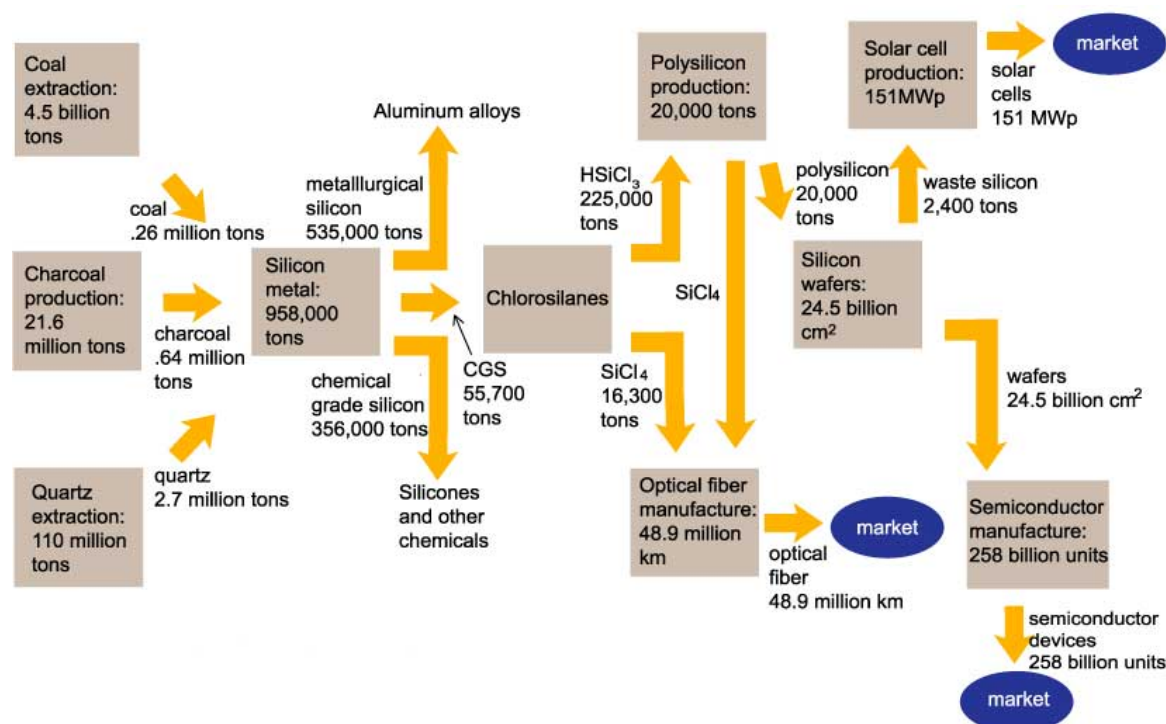 Coal
extraction:
4.5 billion
tons
coal
.26 million tons
Charcoal
production:
21.6
million tons
charcoal
.64 million
tons
Quartz
extraction:
110 million
tons
quartz
2.7 million tons
Silicon
metal:
958,000
tons
Aluminum alloys
metalllurgical
silicon
535,000 tons
chemical
grade silicon
356,000 tons
Silicones
and other
chemicals
CGS
55,700
tons
Chlorosilanes
HSiCl3
225,000
tons
SiCl4
16,300
tons
Polysilicon
production:
20,000 tons
SiCl4
polysilicon
20,000
tons
Optical fiber
manufacture:
48.9 million
km
optical
fiber
48.9 million km
market
Silicon
wafers:
24.5 billion
cm2
waste silicon
2,400 tons
Solar cell
production:
151MWp
solar
cells
151 MWp
market
wafers
24.5 billion cm2
Semiconductor
manufacture:
258 billion units
semiconductor
devices
258 billion units
market